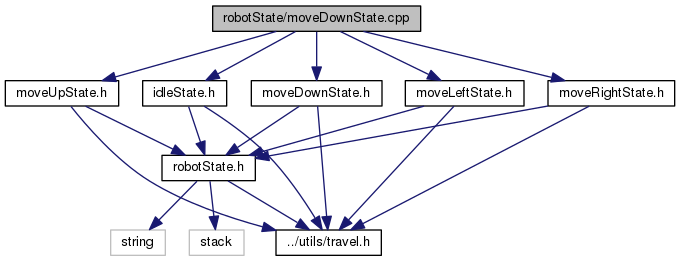 robotState/moveDownState.cpp
moveUpState.h
idleState.h
moveDownState.h
moveLeftState.h
moveRightState.h
robotState.h
string
stack
../utils/travel.h